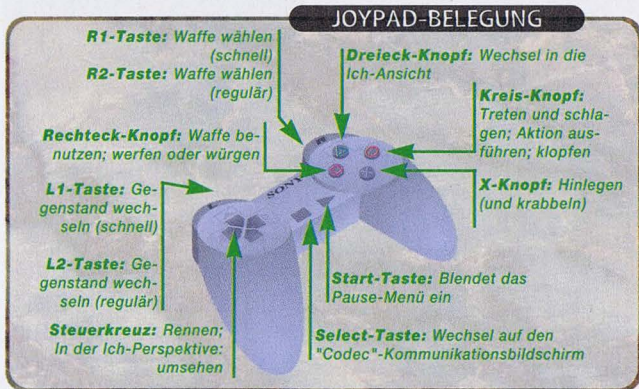 JOYPAD-BELEGUNG
R1-Taste: Waffe wählen
(schnell)
R2-Taste: Waffe wählen
(regulär)
Dreieck-Knopf: Wechsel in die
Ich-Ansicht
Kreis-Knopf:
Treten und schla-
gen; Aktion aus-
führen; klopfen
Rechteck-Knopf: Waffe be-
nutzen; werfen oder würgen
X-Knopf: Hinlegen
(und krabbeln)
L1-Taste: Ge-
genstand wech-
seln (schnell)
SONY
L2-Taste: Ge-
genstand wech-
seln (regulär)
Start-Taste: Blendet das
Pause-Menü ein
Steuerkreuz: Rennen;
In der Ich-Perspektive:
umsehen
Select-Taste: Wechsel auf den
"Codec"-Kommunikationsbildschirm